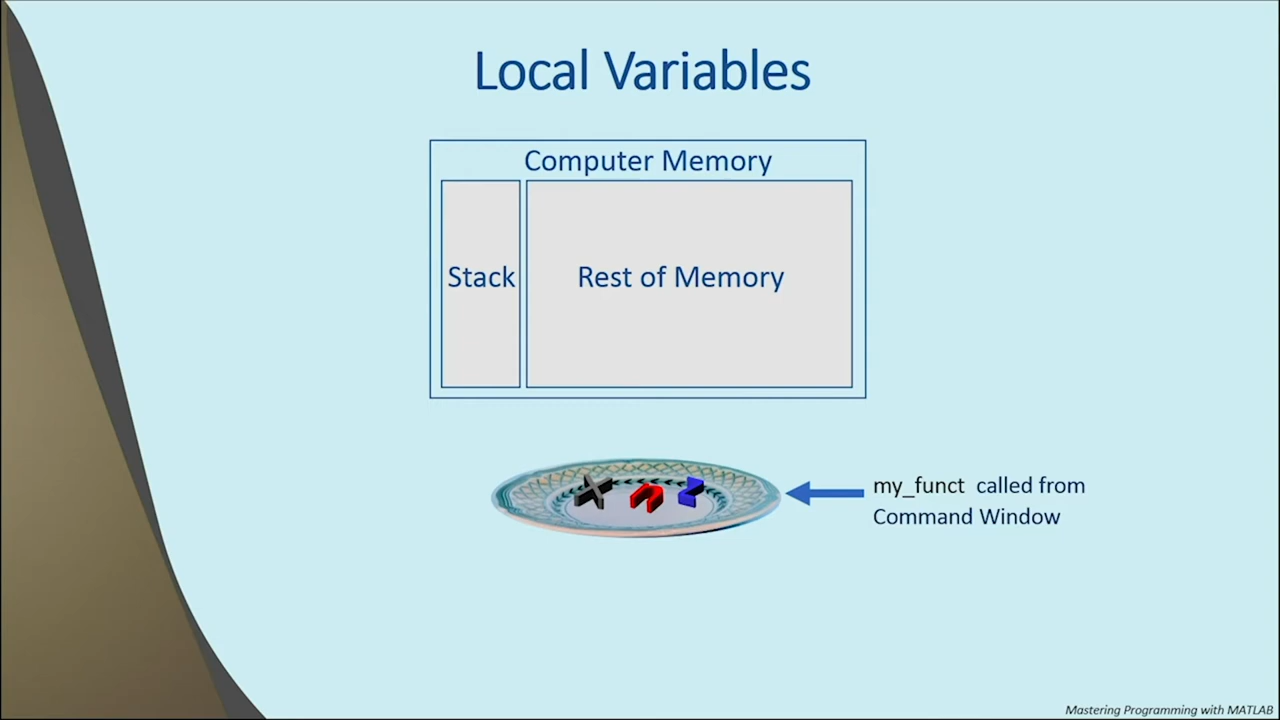 Local Variables
Computer Memory
Stack
Rest of Memory
x n z
my_funct called from
Command Window
Mastering Programming with MATLAB